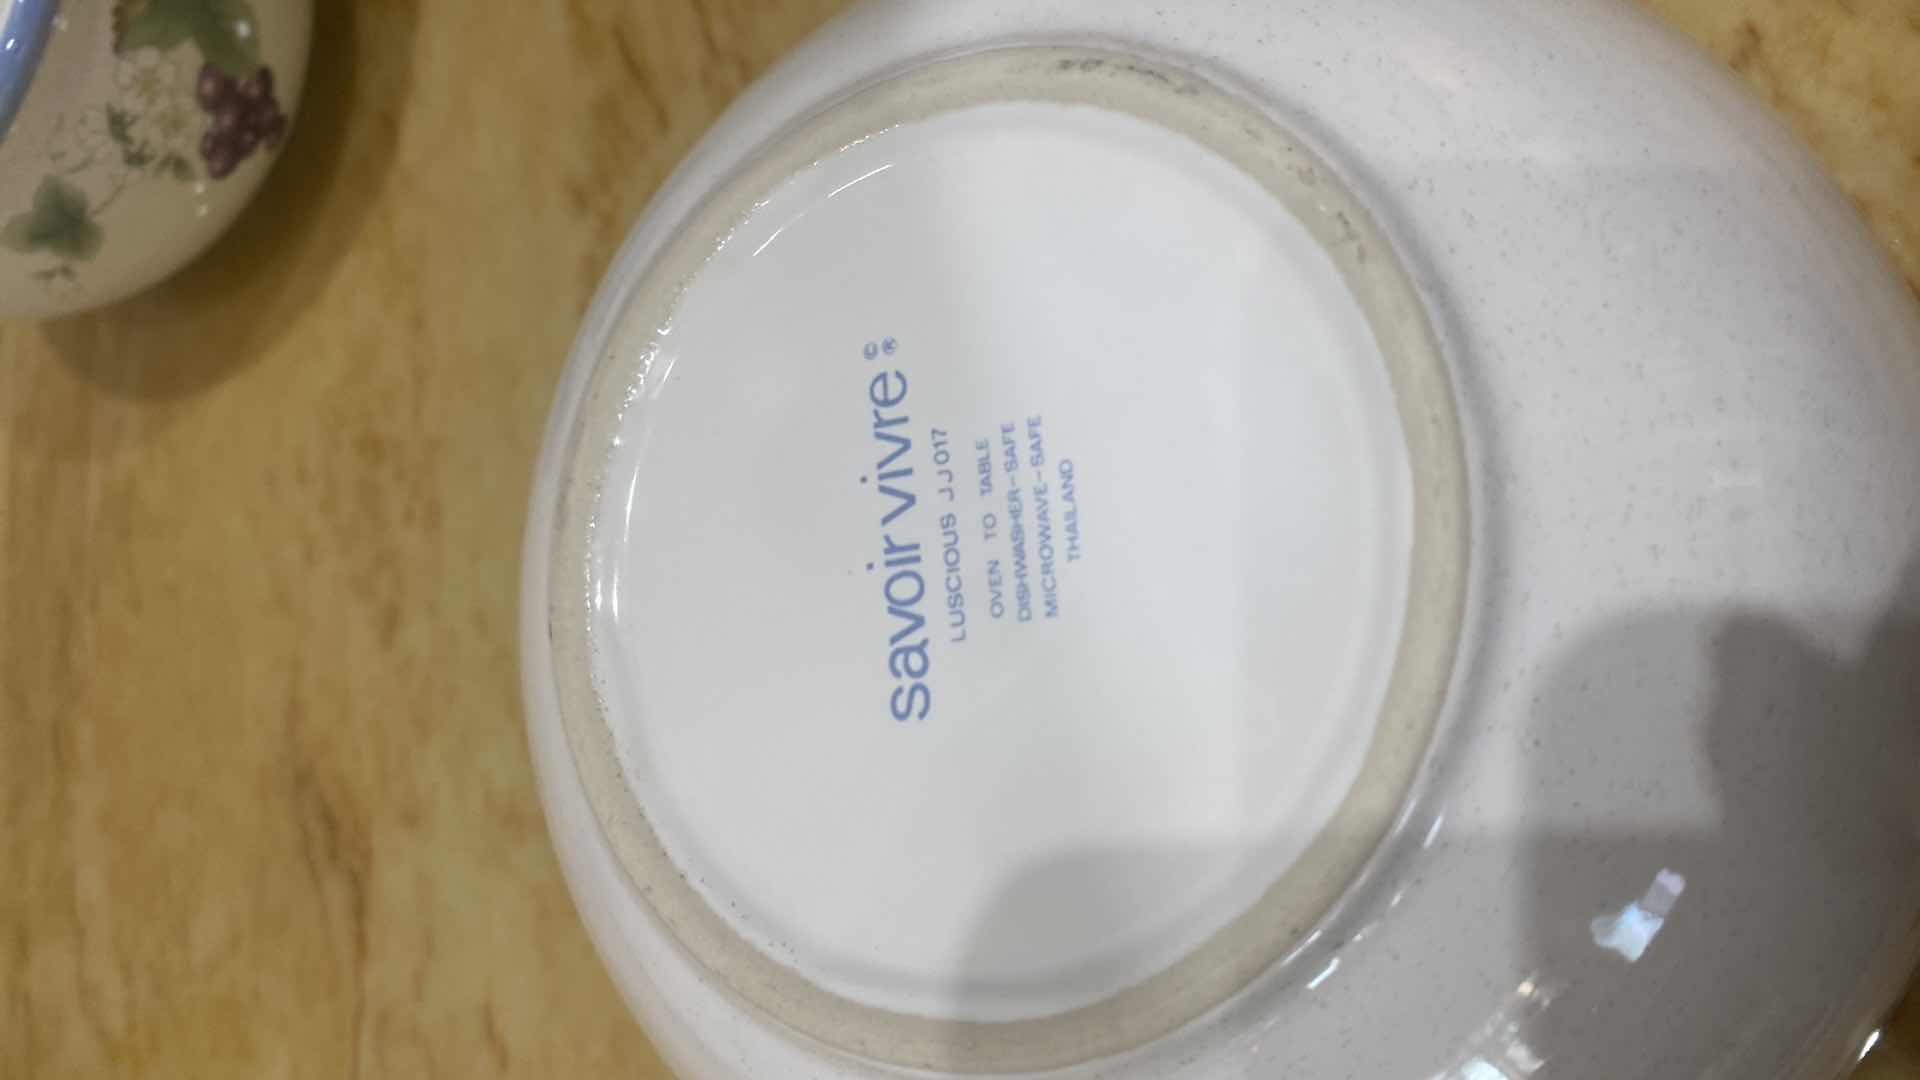 savoir vivre ©®
LUSCIOUS JJ017
OVEN TO TABLE
DISHWASHER-SAFE
MICROWAVE-SAFE
THAILAND